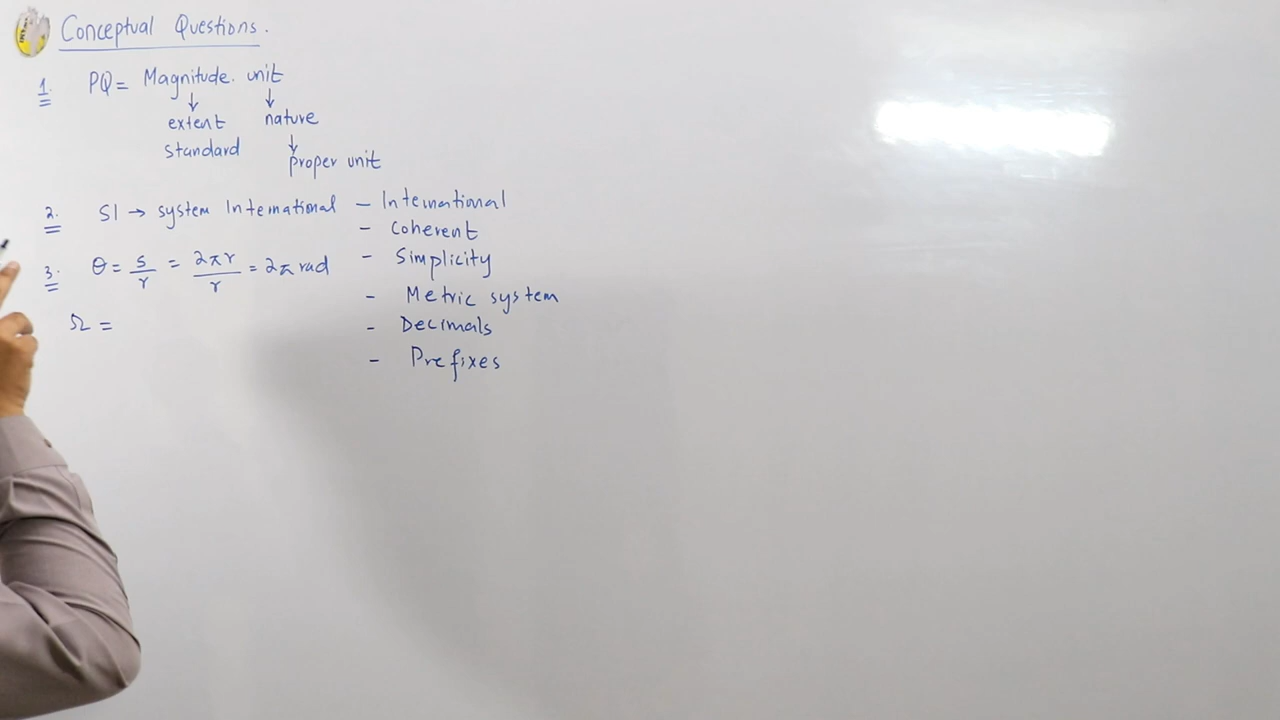 Conceptual Questions.
1. PQ = Magnitude. unit
extent nature
standard
proper unit
2. SI → system International – International
– Coherent
3. θ = s/r = 2πr/r = 2π rad – Simplicity
– Metric system
Ω = – Decimals
– Prefixes